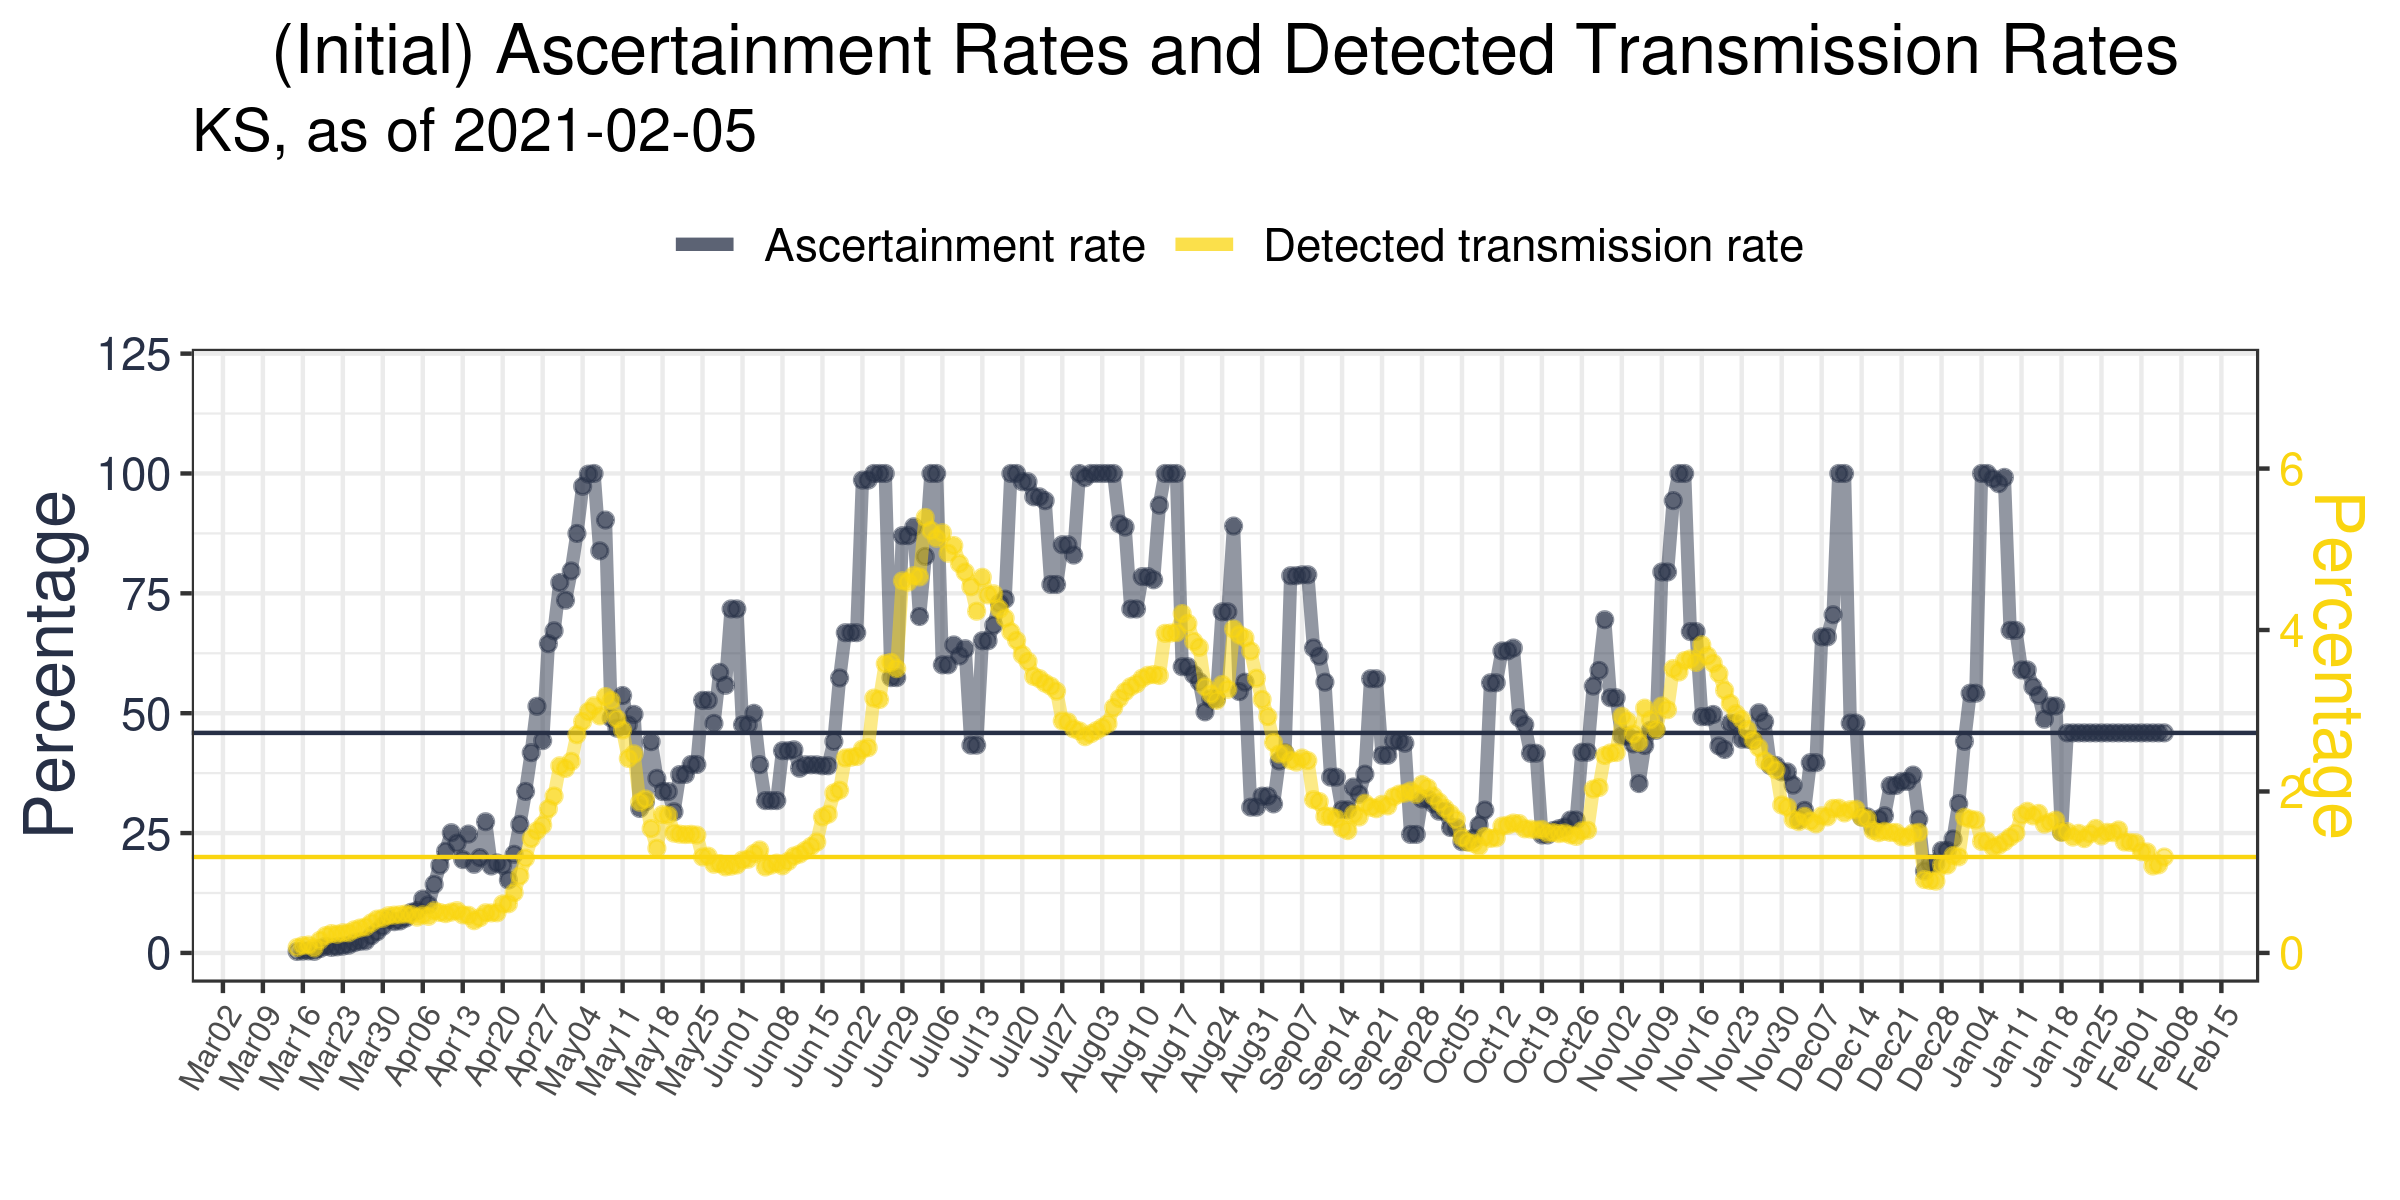 (Initial) Ascertainment Rates and Detected Transmission Rates
KS, as of 2021-02-05
Ascertainment rate
Detected transmission rate
Percentage
125
100
75
50
25
0
6
4
2
0
Percentage
Mar02
Mar09
Mar16
Mar23
Mar30
Apr06
Apr13
Apr20
Apr27
May04
May11
May18
May25
Jun01
Jun08
Jun15
Jun22
Jun29
Jul06
Jul13
Jul20
Jul27
Aug03
Aug10
Aug17
Aug24
Aug31
Sep07
Sep14
Sep21
Sep28
Oct05
Oct12
Oct19
Oct26
Nov02
Nov09
Nov16
Nov23
Nov30
Dec07
Dec14
Dec21
Dec28
Jan04
Jan11
Jan18
Jan25
Feb01
Feb08
Feb15